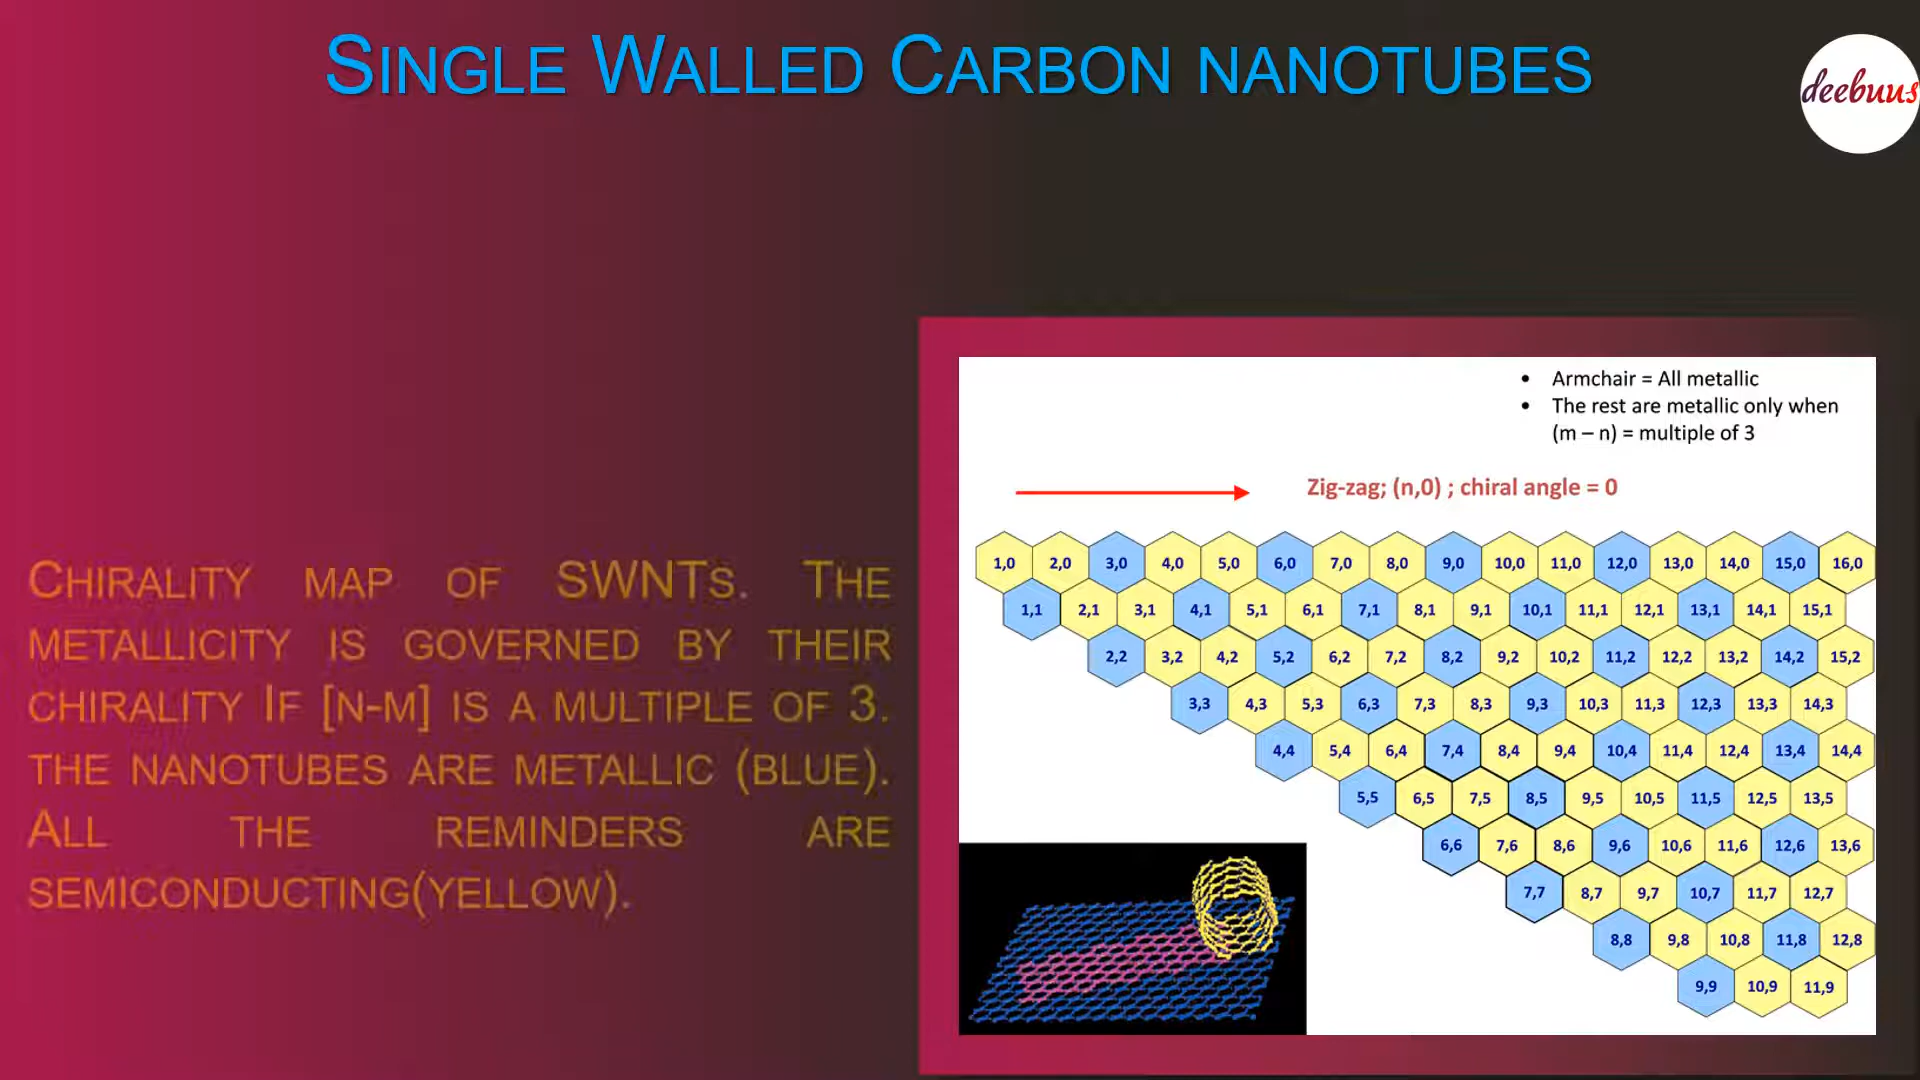 SINGLE WALLED CARBON NANOTUBES
deebuus
CHIRALITY MAP OF SWNTS. THE
METALLICITY IS GOVERNED BY THEIR
CHIRALITY IF [N-M] IS A MULTIPLE OF 3.
THE NANOTUBES ARE METALLIC (BLUE).
ALL THE REMINDERS ARE
SEMICONDUCTING(YELLOW).
• Armchair = All metallic
• The rest are metallic only when
(m – n) = multiple of 3
Zig-zag; (n,0) ; chiral angle = 0
1,0 2,0 3,0 4,0 5,0 6,0 7,0 8,0 9,0 10,0 11,0 12,0 13,0 14,0 15,0 16,0
1,1 2,1 3,1 4,1 5,1 6,1 7,1 8,1 9,1 10,1 11,1 12,1 13,1 14,1 15,1
2,2 3,2 4,2 5,2 6,2 7,2 8,2 9,2 10,2 11,2 12,2 13,2 14,2 15,2
3,3 4,3 5,3 6,3 7,3 8,3 9,3 10,3 11,3 12,3 13,3 14,3
4,4 5,4 6,4 7,4 8,4 9,4 10,4 11,4 12,4 13,4 14,4
5,5 6,5 7,5 8,5 9,5 10,5 11,5 12,5 13,5
6,6 7,6 8,6 9,6 10,6 11,6 12,6 13,6
7,7 8,7 9,7 10,7 11,7 12,7
8,8 9,8 10,8 11,8 12,8
9,9 10,9 11,9